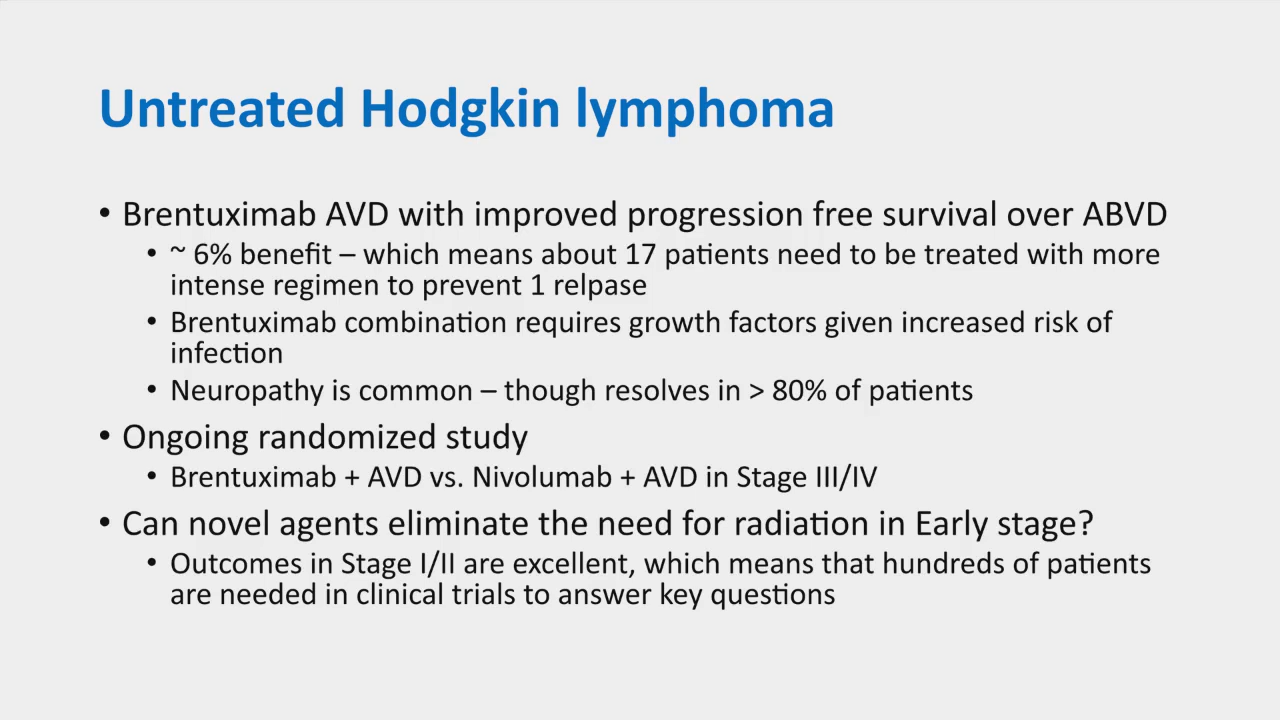 Untreated Hodgkin lymphoma
• Brentuximab AVD with improved progression free survival over ABVD
• ~ 6% benefit – which means about 17 patients need to be treated with more
intense regimen to prevent 1 relpase
• Brentuximab combination requires growth factors given increased risk of
infection
• Neuropathy is common – though resolves in > 80% of patients
• Ongoing randomized study
• Brentuximab + AVD vs. Nivolumab + AVD in Stage III/IV
• Can novel agents eliminate the need for radiation in Early stage?
• Outcomes in Stage I/II are excellent, which means that hundreds of patients
are needed in clinical trials to answer key questions